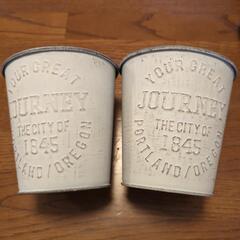 YOUR GREAT
JOURNEY
THE CITY OF
1845
PORTLAND/OREGON
YOUR GREAT
JOURNEY
THE CITY OF
1845
PORTLAND/OREGON